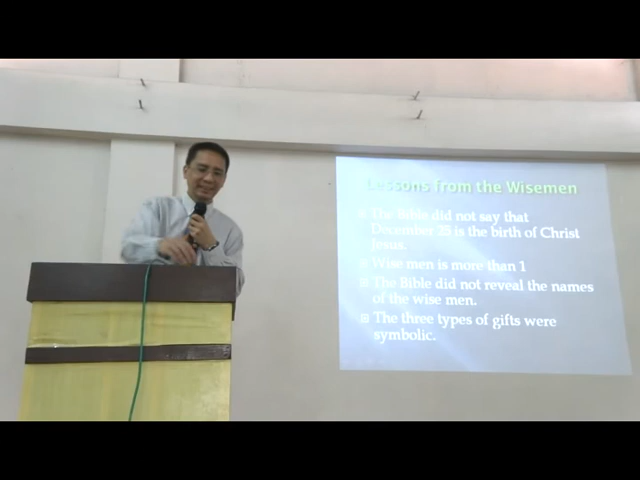 Lessons from the Wisemen
The Bible did not say that
December 25 is the birth of Christ
Jesus.
Wise men is more than 1
The Bible did not reveal the names
of the wise men.
The three types of gifts were
symbolic.